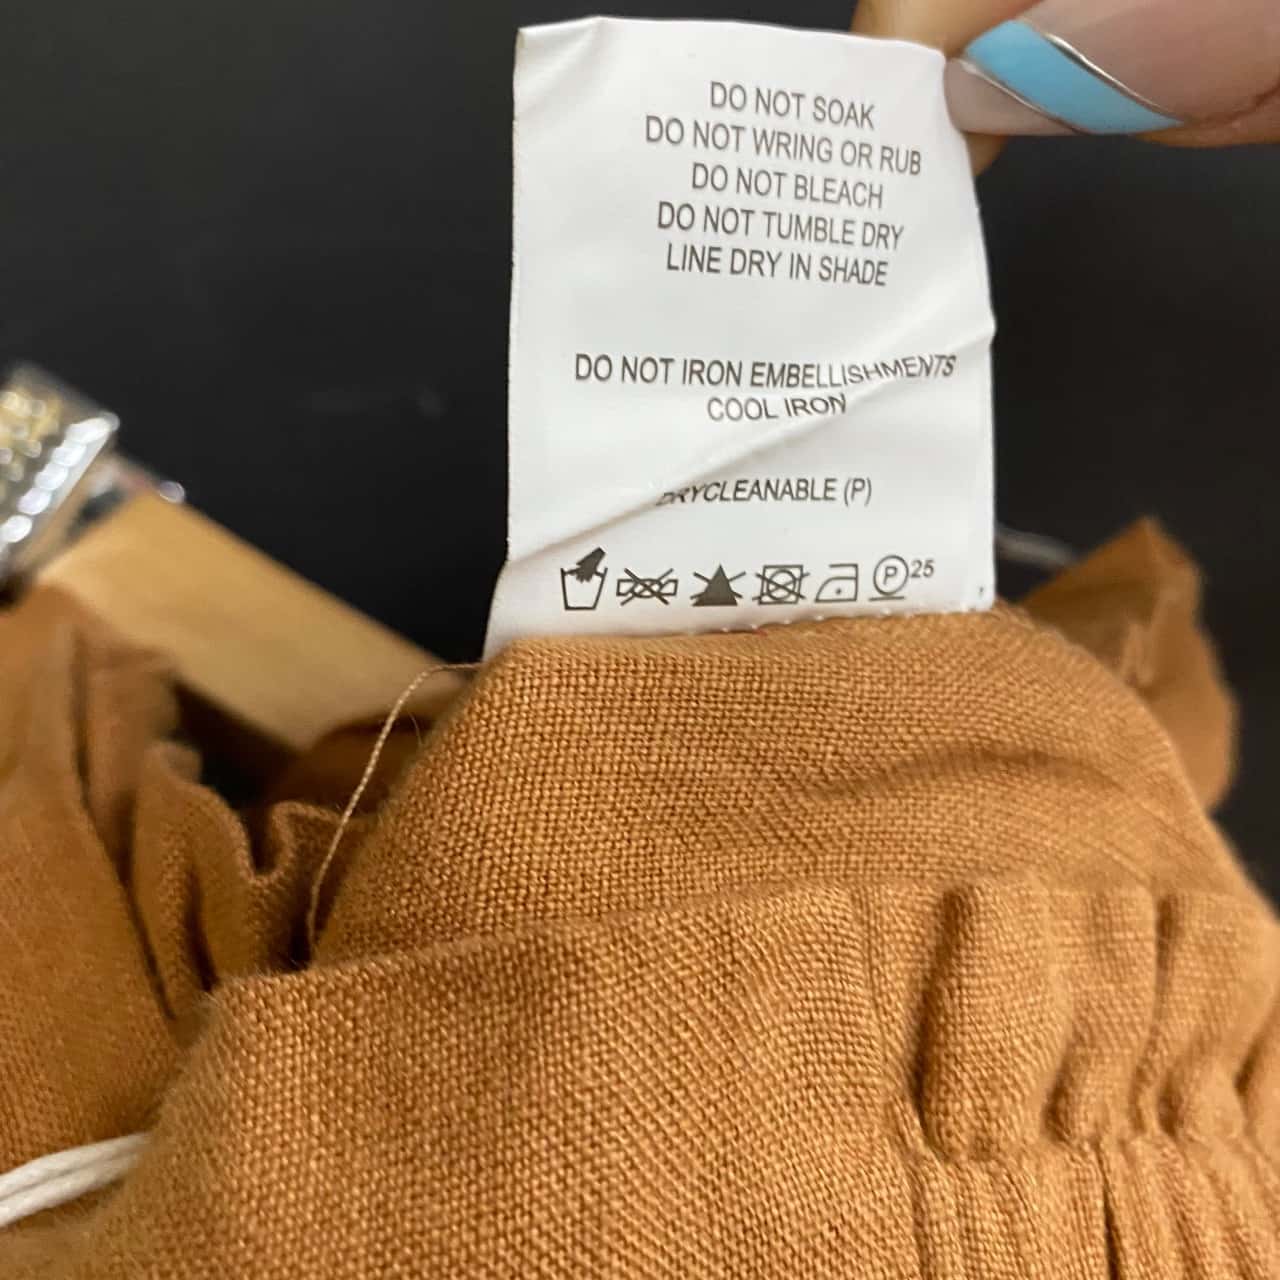 DO NOT SOAK
DO NOT WRING OR RUB
DO NOT BLEACH
DO NOT TUMBLE DRY
LINE DRY IN SHADE
DO NOT IRON EMBELLISHMENTS
COOL IRON
DRYCLEANABLE (P)
P 25